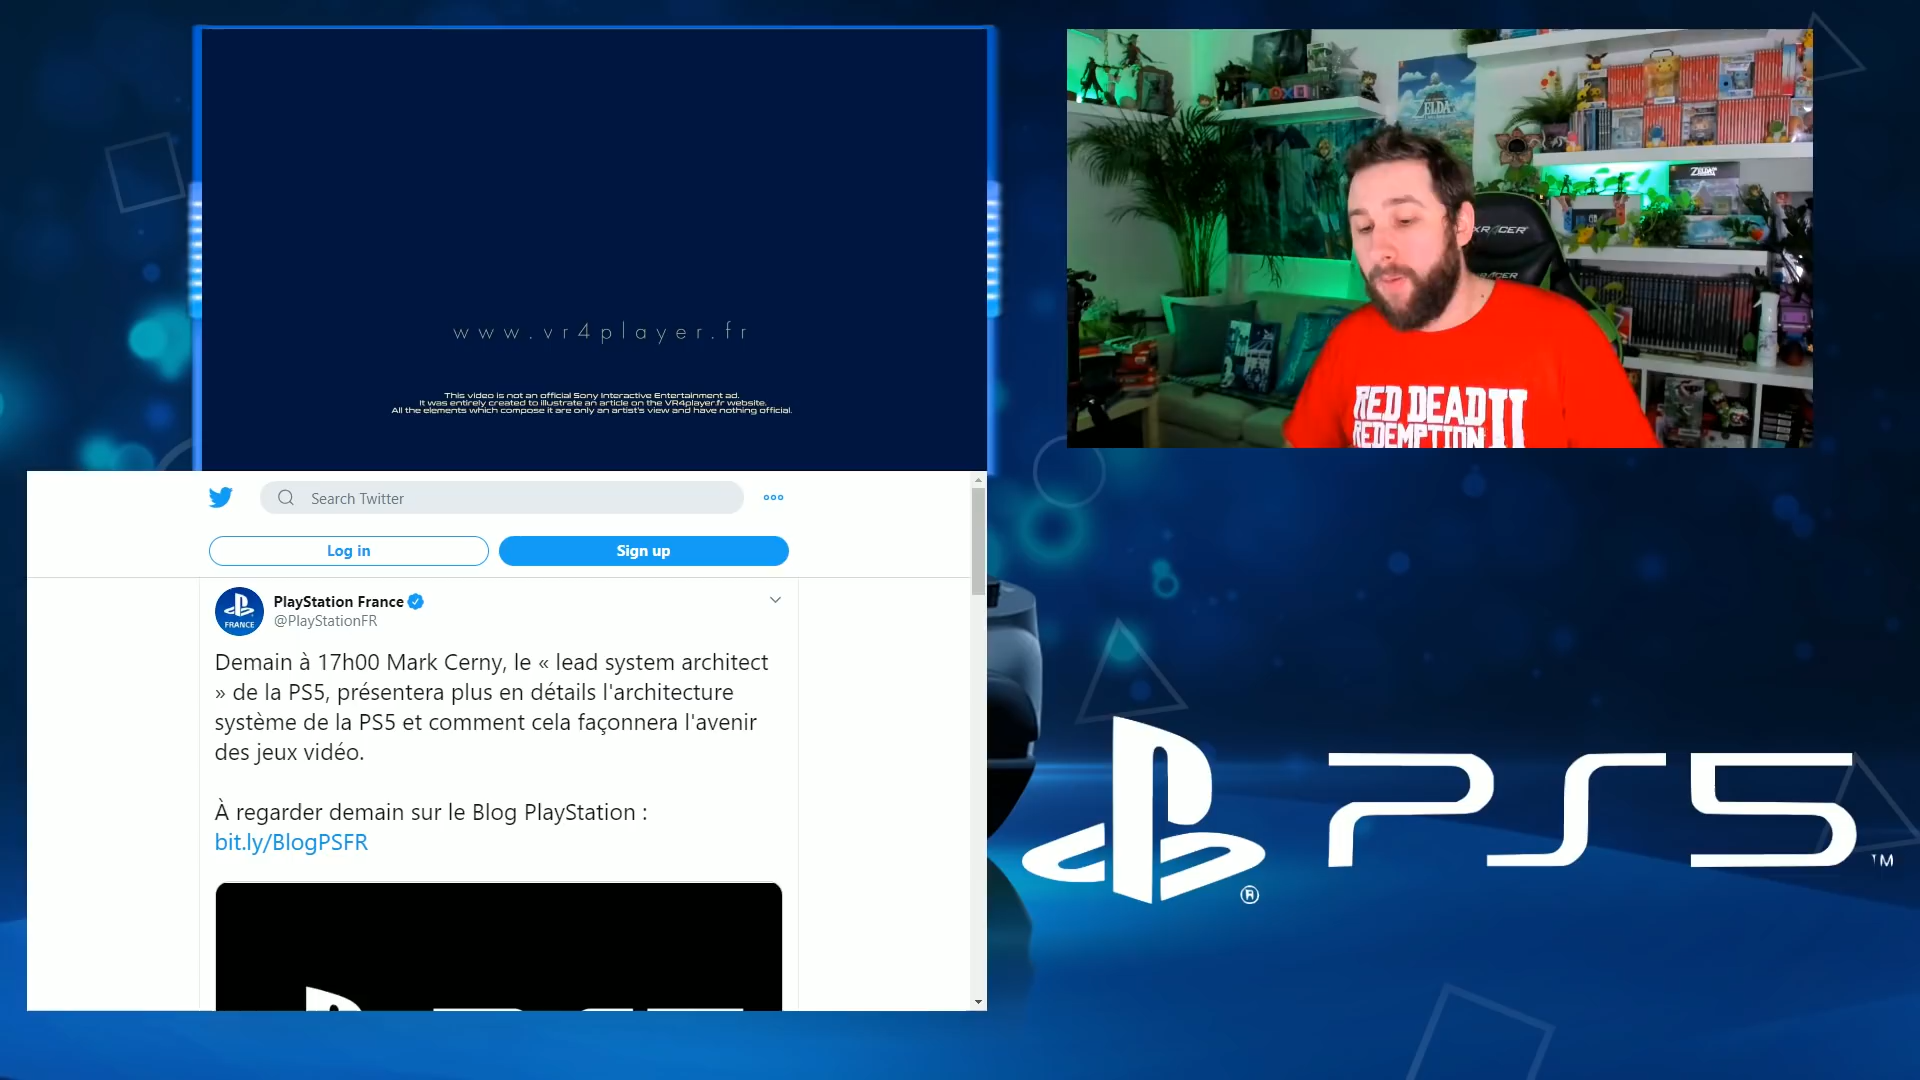 www.vr4player.fr
This video is not an official Sony Interactive Entertainment ad.
It was entirely created to illustrate an article on the VR4player.fr website.
All the elements which compose it are only an artist's view and have nothing official.
ZELDA
ZELDA
XRACER
RED DEAD
REDEMPTION II
Search Twitter
Log in
Sign up
PlayStation France
@PlayStationFR
FRANCE
Demain à 17h00 Mark Cerny, le « lead system architect
» de la PS5, présentera plus en détails l'architecture
système de la PS5 et comment cela façonnera l'avenir
des jeux vidéo.
À regarder demain sur le Blog PlayStation :
bit.ly/BlogPSFR
PS5
TM
®